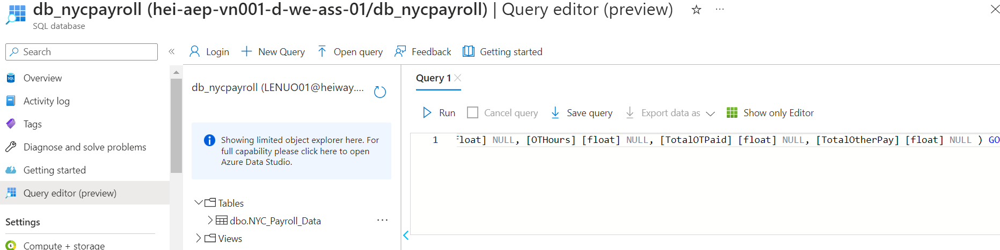 db_nycpayroll (hei-aep-vn001-d-we-ass-01/db_nycpayroll) | Query editor (preview)
SQL database
Search
Overview
Activity log
Tags
Diagnose and solve problems
Getting started
Query editor (preview)
Settings
Compute + storage
Login
New Query
Open query
Feedback
Getting started
db_nycpayroll (LENUO01@heiway....
Showing limited object explorer here. For
full capability please click here to open
Azure Data Studio.
Tables
dbo.NYC_Payroll_Data
Views
Query 1
Run
Cancel query
Save query
Export data as
Show only Editor
1 float] NULL, [OTHours] [float] NULL, [TotalOTPaid] [float] NULL, [TotalOtherPay] [float] NULL ) GO